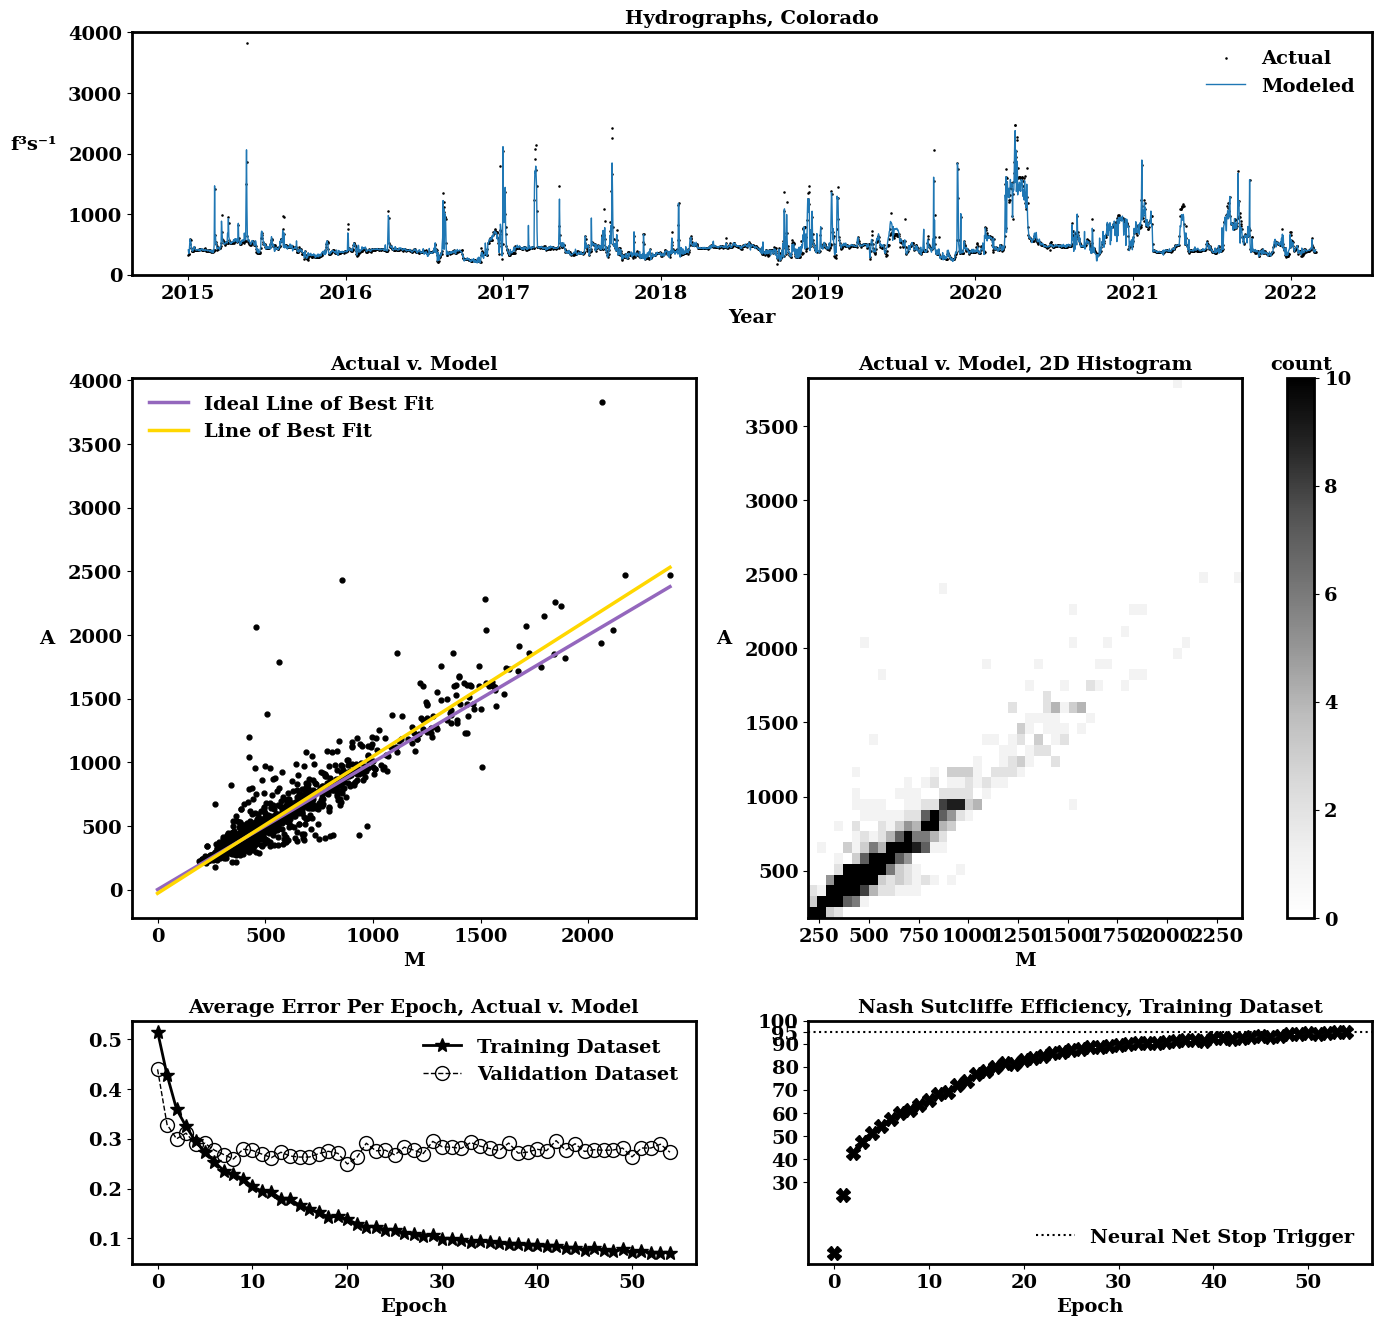 Hydrographs, Colorado
4000
3000
2000
1000
0
f³s⁻¹
Actual
Modeled
2015 2016 2017 2018 2019 2020 2021 2022
Year
Actual v. Model
4000
3500
3000
2500
2000
1500
1000
500
0
A
Ideal Line of Best Fit
Line of Best Fit
0 500 1000 1500 2000
M
Actual v. Model, 2D Histogram
3500
3000
2500
2000
1500
1000
500
A
250 500 750 1000 1250 1500 1750 2000 2250
M
count
10
8
6
4
2
0
Average Error Per Epoch, Actual v. Model
0.5
0.4
0.3
0.2
0.1
Training Dataset
Validation Dataset
0 10 20 30 40 50
Epoch
Nash Sutcliffe Efficiency, Training Dataset
100
95
90
80
70
60
50
40
30
Neural Net Stop Trigger
0 10 20 30 40 50
Epoch